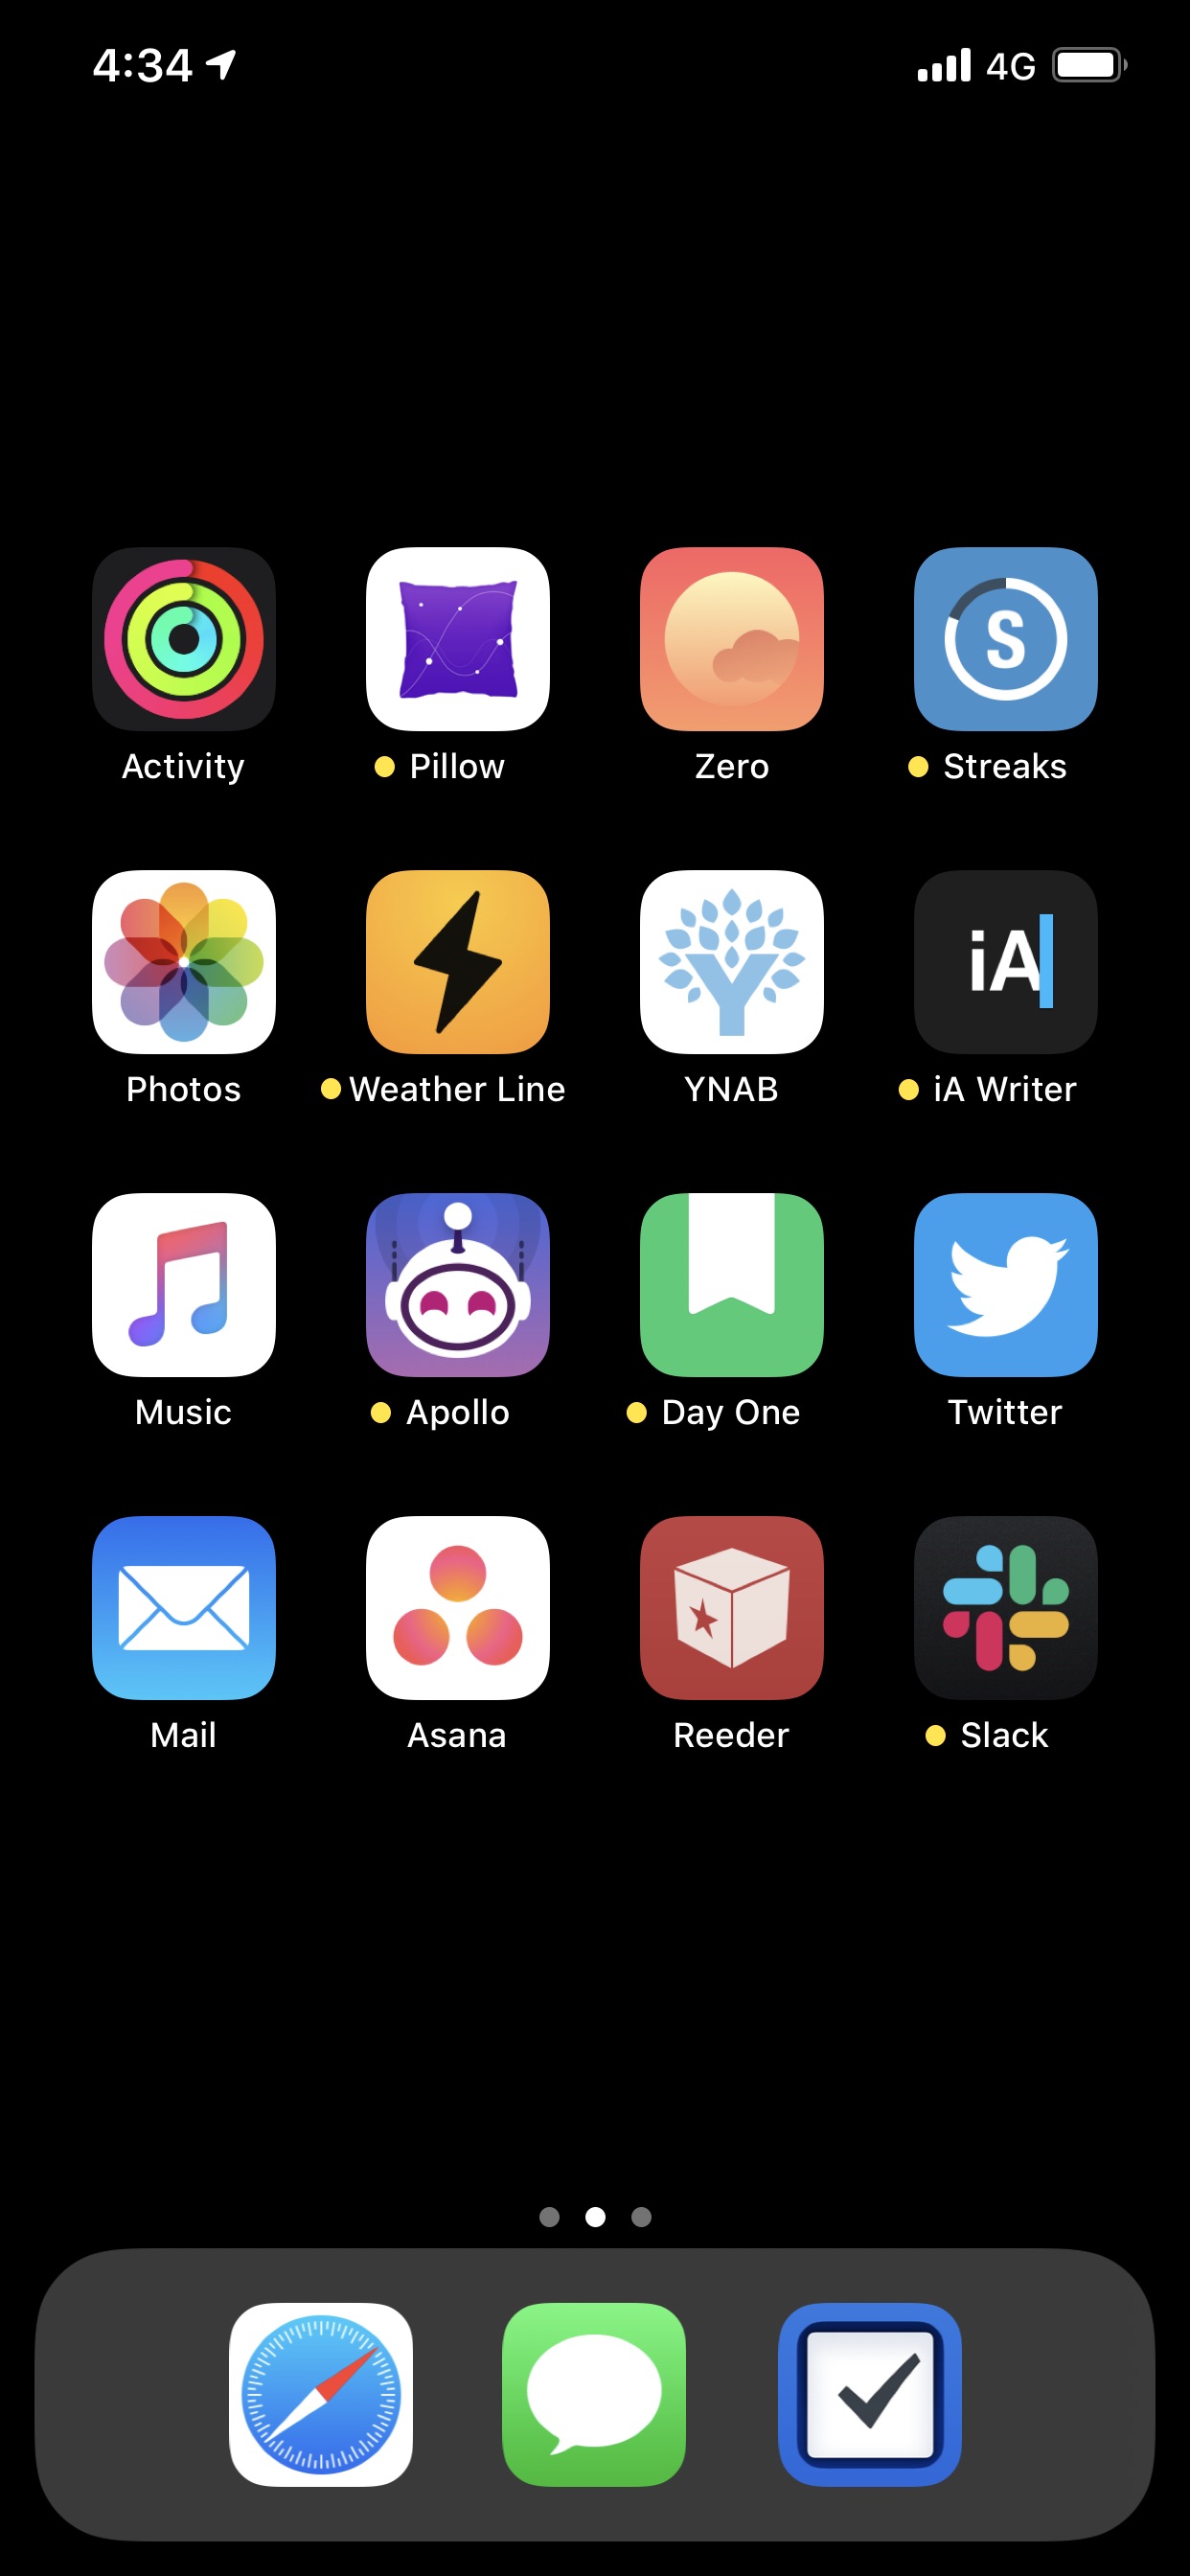 4:34 4G
S
Activity Pillow Zero Streaks
iA
Photos Weather Line YNAB iA Writer
Music Apollo Day One Twitter
Mail Asana Reeder Slack